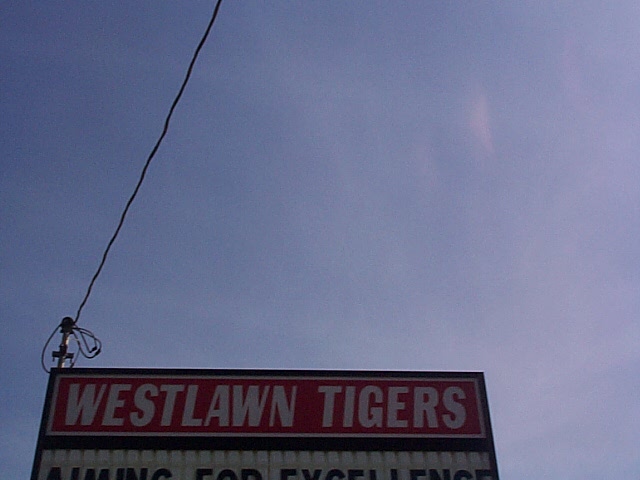 WESTLAWN TIGERS
AIMING FOR EXCELLENCE